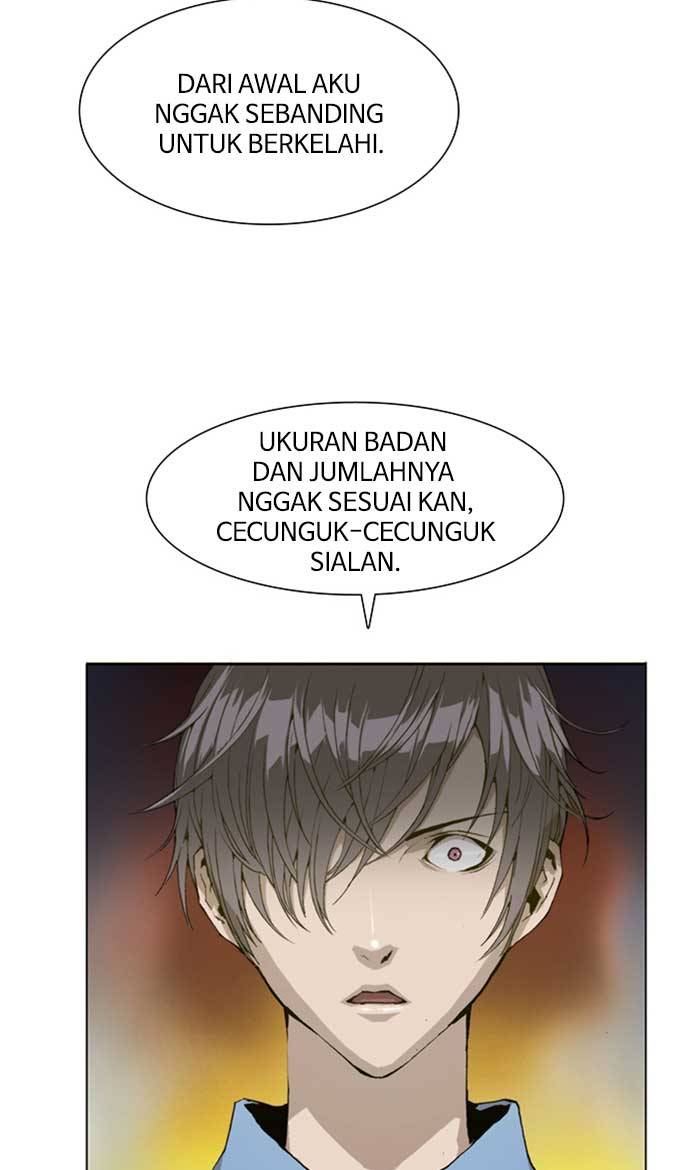 DARI AWAL AKU
NGGAK SEBANDING
UNTUK BERKELAHI.
UKURAN BADAN
DAN JUMLAHNYA
NGGAK SESUAI KAN,
CECUNGUK-CECUNGUK
SIALAN.